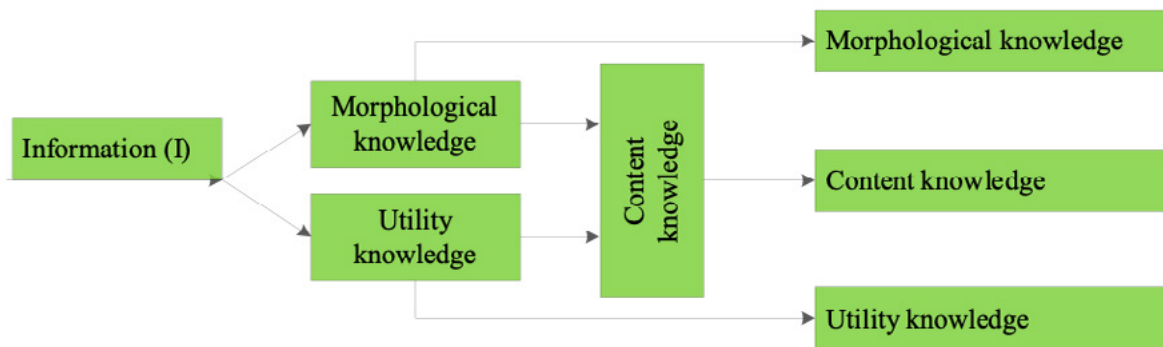 Information (I)
Morphological
knowledge
Utility
knowledge
Content
knowledge
Morphological knowledge
Content knowledge
Utility knowledge